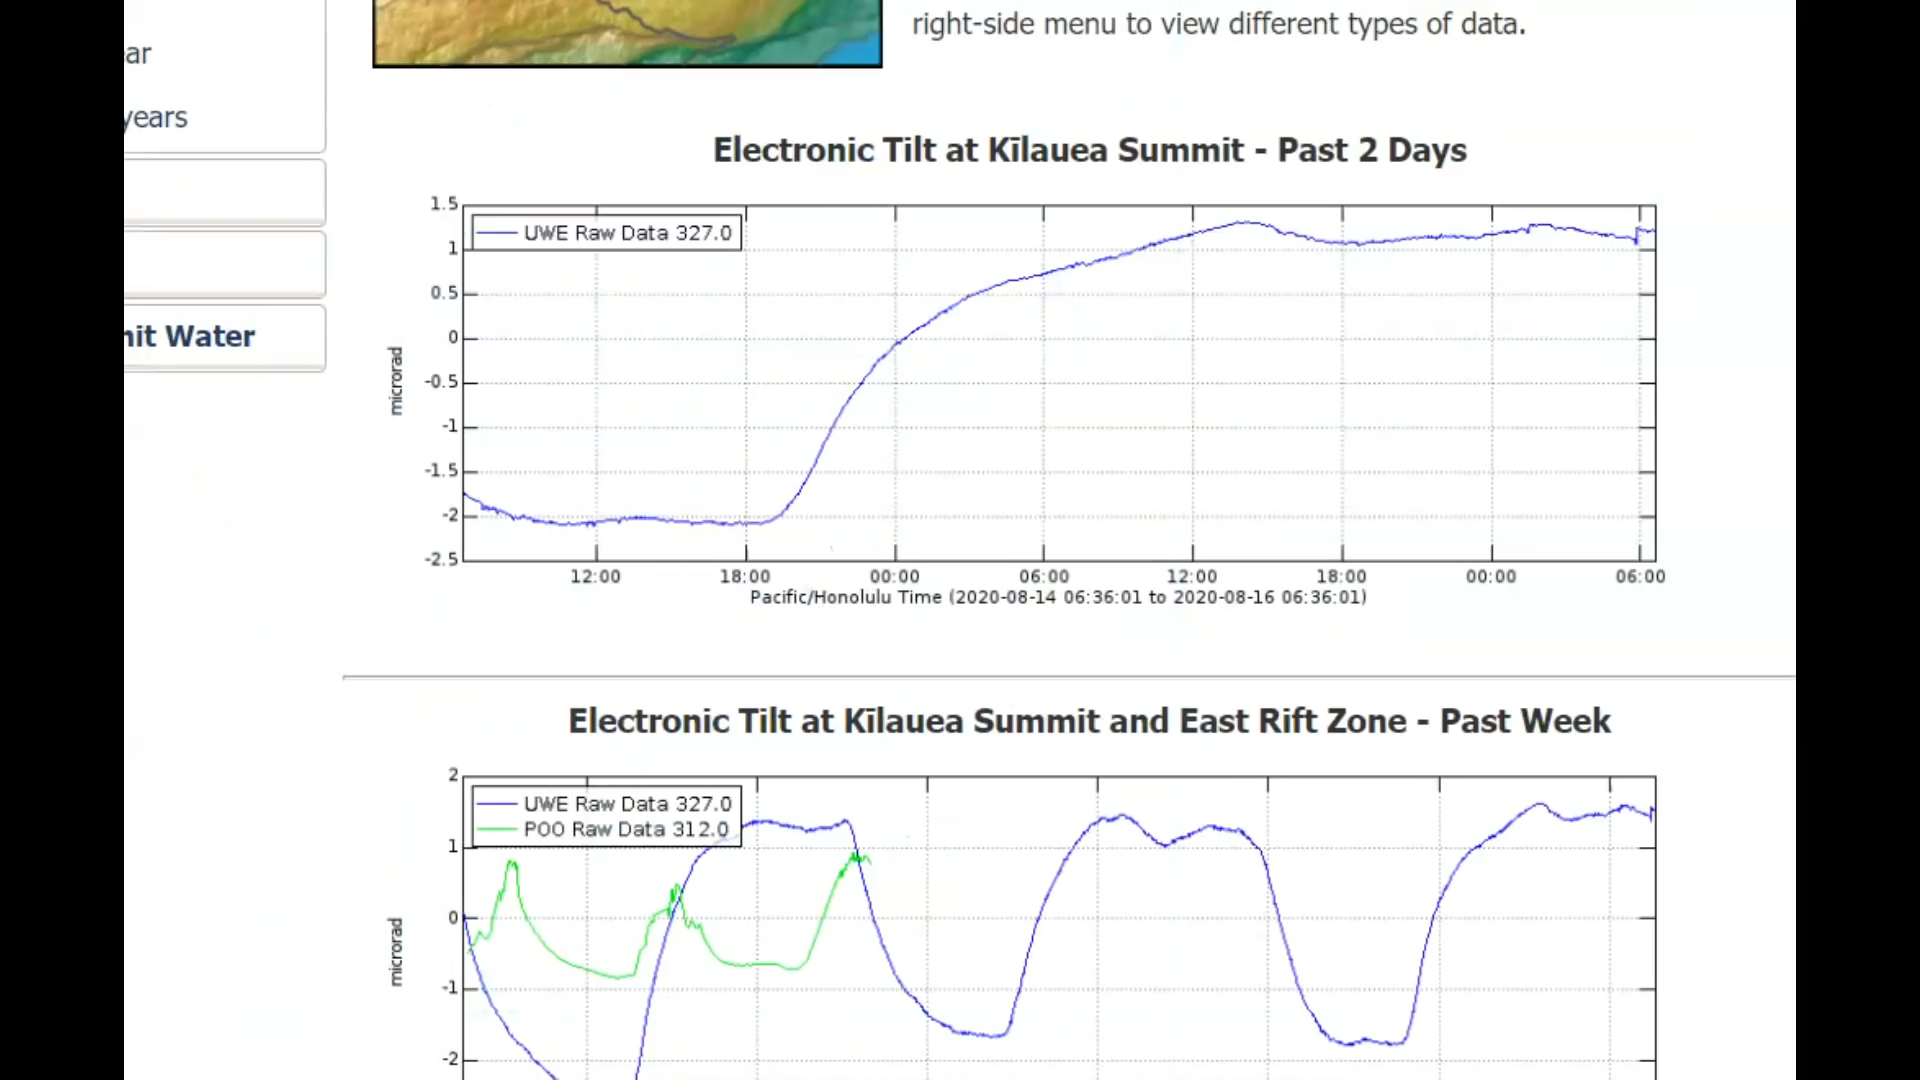 right-side menu to view different types of data.
ar
years
nit Water
Electronic Tilt at Kīlauea Summit - Past 2 Days
UWE Raw Data 327.0
1.5
1
0.5
0
-0.5
-1
-1.5
-2
-2.5
microrad
12:00 18:00 00:00 06:00 12:00 18:00 00:00 06:00
Pacific/Honolulu Time (2020-08-14 06:36:01 to 2020-08-16 06:36:01)
Electronic Tilt at Kīlauea Summit and East Rift Zone - Past Week
UWE Raw Data 327.0
POO Raw Data 312.0
2
1
0
-1
-2
microrad